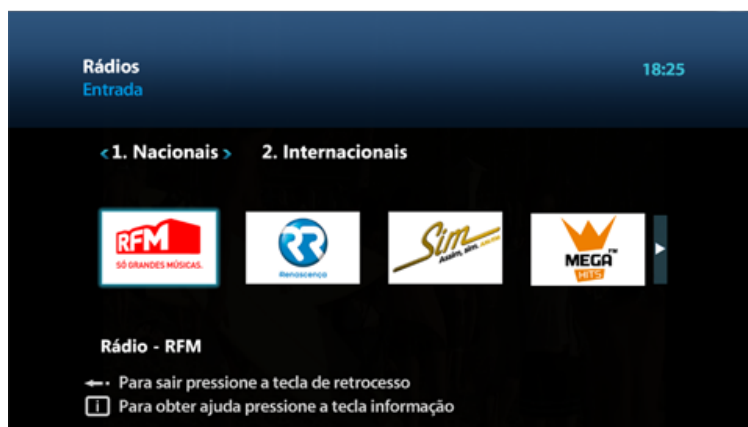 Rádios
18:25
Entrada
< 1. Nacionais >
2. Internacionais
RFM
SÓ GRANDES MÚSICAS.
RR
Renascença
Sim
Assim, sim.
MEGA FM
HITS
Rádio - RFM
Para sair pressione a tecla de retrocesso
i Para obter ajuda pressione a tecla informação